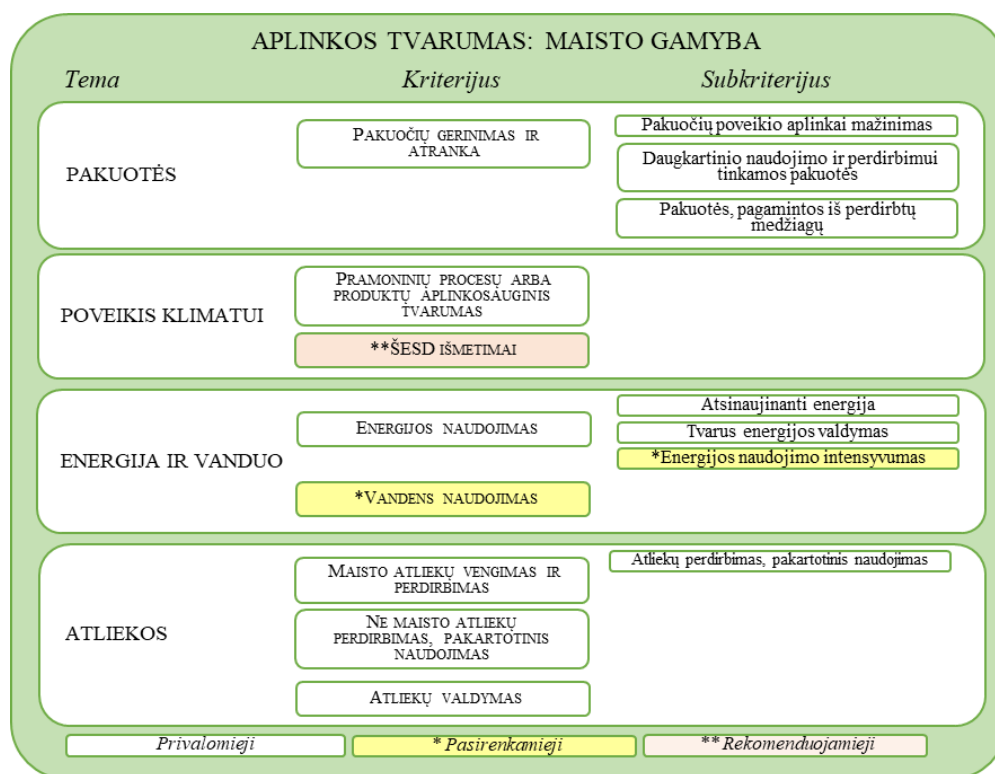 APLINKOS TVARUMAS: MAISTO GAMYBA
Tema Kriterijus Subkriterijus
PAKUOTĖS
PAKUOČIŲ GERINIMAS IR
ATRANKA
Pakuočių poveikio aplinkai mažinimas
Daugkartinio naudojimo ir perdirbimui
tinkamos pakuotės
Pakuotės, pagamintos iš perdirbtų
medžiagų
POVEIKIS KLIMATUI
PRAMONINIŲ PROCESŲ ARBA
PRODUKTŲ APLINKOSAUGINIS
TVARUMAS
**ŠESD IŠMETIMAI
ENERGIJA IR VANDUO
ENERGIJOS NAUDOJIMAS
Atsinaujinanti energija
Tvarus energijos valdymas
*Energijos naudojimo intensyvumas
*VANDENS NAUDOJIMAS
ATLIEKOS
MAISTO ATLIEKŲ VENGIMAS IR
PERDIRBIMAS
Atliekų perdirbimas, pakartotinis naudojimas
NE MAISTO ATLIEKŲ
PERDIRBIMAS, PAKARTOTINIS
NAUDOJIMAS
ATLIEKŲ VALDYMAS
Privalomieji * Pasirenkamieji ** Rekomenduojamieji